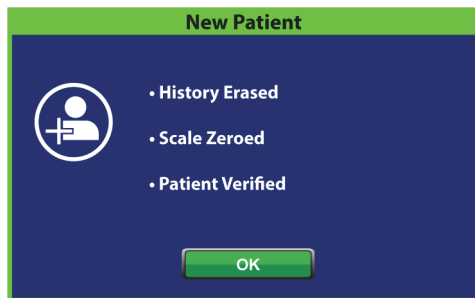 New Patient
• History Erased
• Scale Zeroed
• Patient Verified
OK